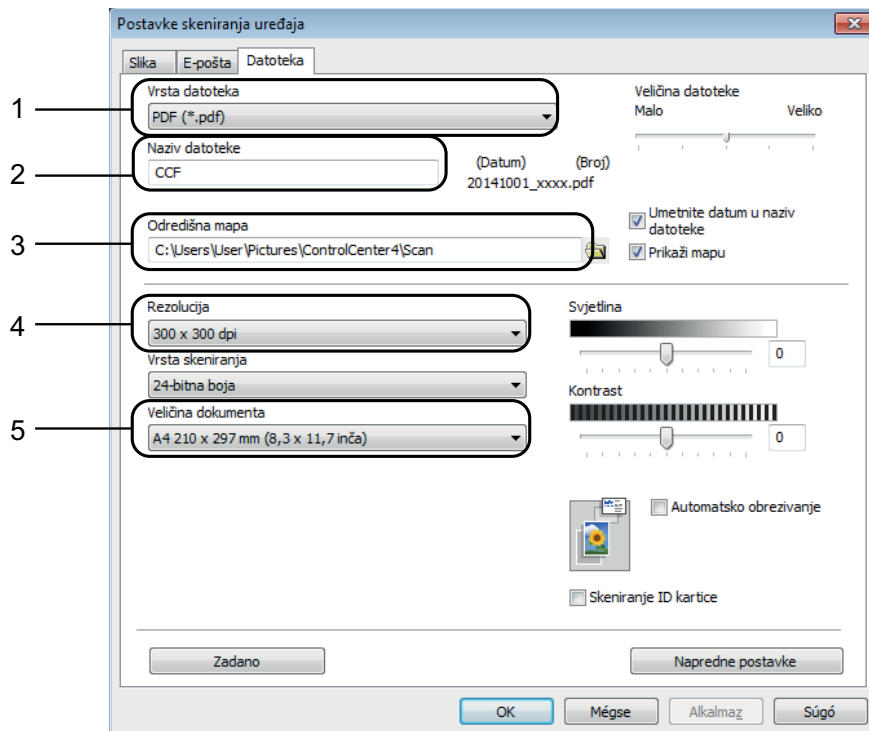 Postavke skeniranja uređaja
Slika
E-pošta
Datoteka
Vrsta datoteka
PDF (*.pdf)
Veličina datoteke
Malo
Veliko
1
Naziv datoteke
CCF
(Datum)
(Broj)
20141001_xxxx.pdf
2
Odredišna mapa
C:\Users\User\Pictures\ControlCenter4\Scan
Umetnite datum u naziv
datoteke
Prikaži mapu
3
Rezolucija
300 x 300 dpi
4
Vrsta skeniranja
24-bitna boja
Veličina dokumenta
A4 210 x 297 mm (8,3 x 11,7 inča)
5
Svjetlina
0
Kontrast
0
Automatsko obrezivanje
Skeniranje ID kartice
Zadano
Napredne postavke
OK
Mégse
Alkalmaz
Súgó